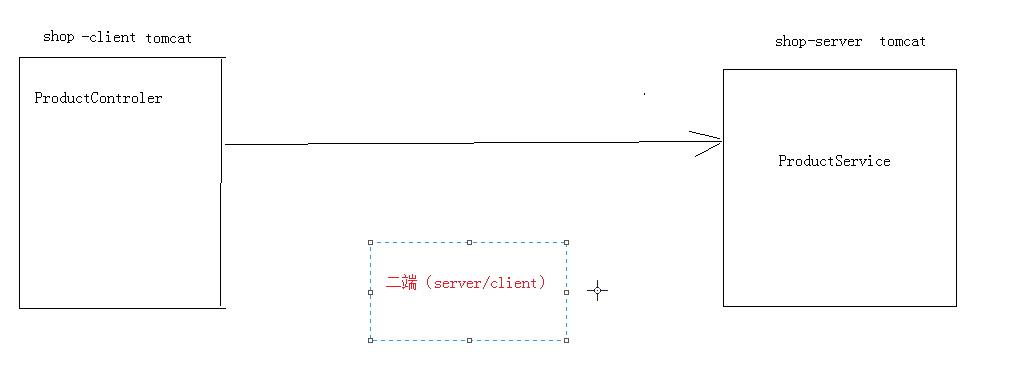 shop -client tomcat
shop-server tomcat
ProductControler
ProductService
二端（server/client）